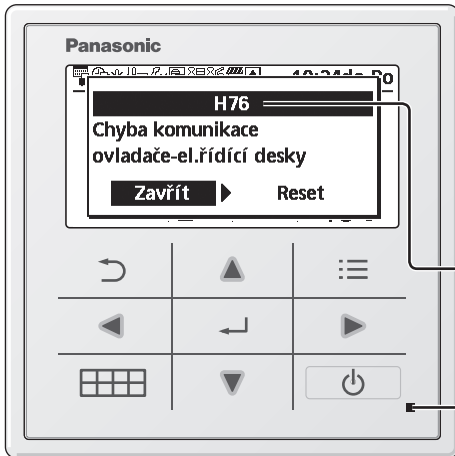 Panasonic
H76
Chyba komunikace
ovladače-el.řídící desky
Zavřít Reset